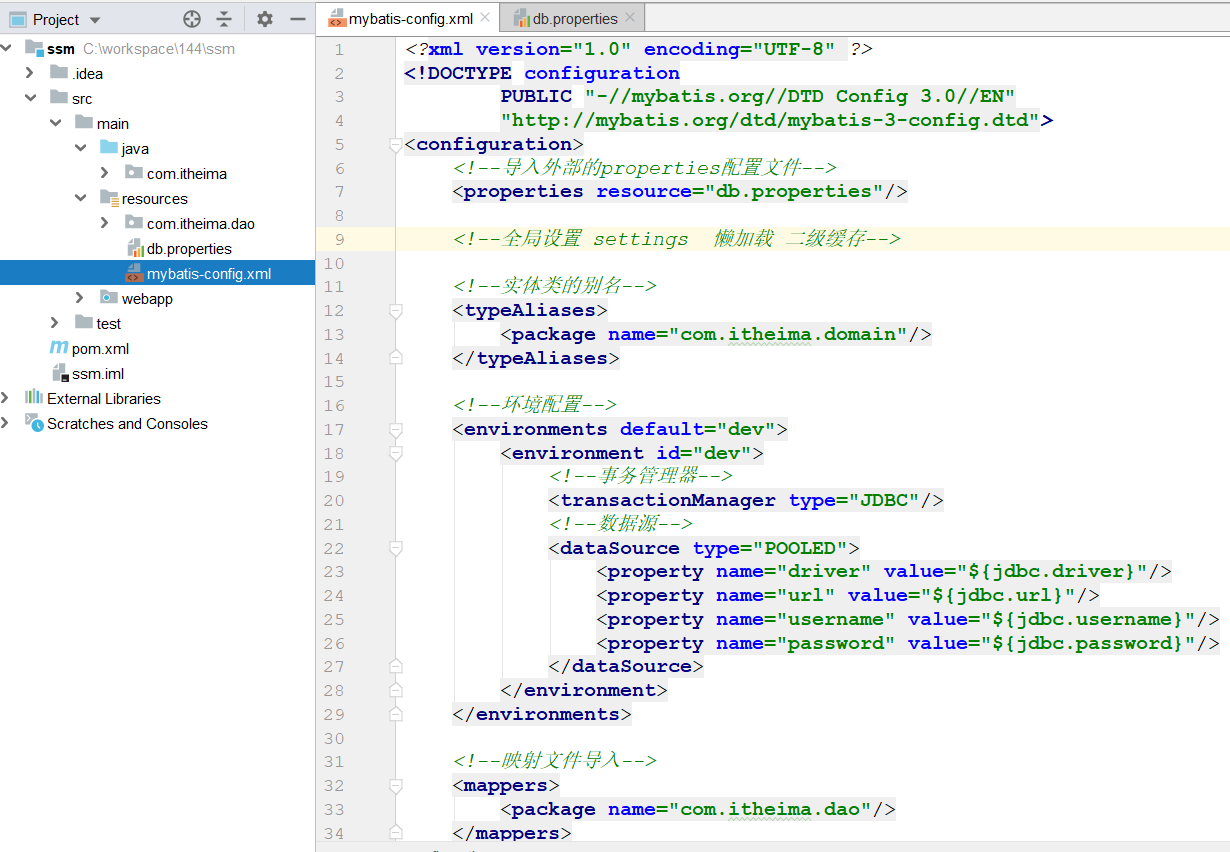 Project
ssm C:\workspace\144\ssm
.idea
src
main
java
com.itheima
resources
com.itheima.dao
db.properties
mybatis-config.xml
webapp
test
pom.xml
ssm.iml
External Libraries
Scratches and Consoles
mybatis-config.xml db.properties
1 <?xml version="1.0" encoding="UTF-8" ?>
2 <!DOCTYPE configuration
3 PUBLIC "-//mybatis.org//DTD Config 3.0//EN"
4 "http://mybatis.org/dtd/mybatis-3-config.dtd">
5 <configuration>
6 <!--导入外部的properties配置文件-->
7 <properties resource="db.properties"/>
8
9 <!--全局设置 settings 懒加载 二级缓存-->
10
11 <!--实体类的别名-->
12 <typeAliases>
13 <package name="com.itheima.domain"/>
14 </typeAliases>
15
16 <!--环境配置-->
17 <environments default="dev">
18 <environment id="dev">
19 <!--事务管理器-->
20 <transactionManager type="JDBC"/>
21 <!--数据源-->
22 <dataSource type="POOLED">
23 <property name="driver" value="${jdbc.driver}"/>
24 <property name="url" value="${jdbc.url}"/>
25 <property name="username" value="${jdbc.username}"/>
26 <property name="password" value="${jdbc.password}"/>
27 </dataSource>
28 </environment>
29 </environments>
30
31 <!--映射文件导入-->
32 <mappers>
33 <package name="com.itheima.dao"/>
34 </mappers>